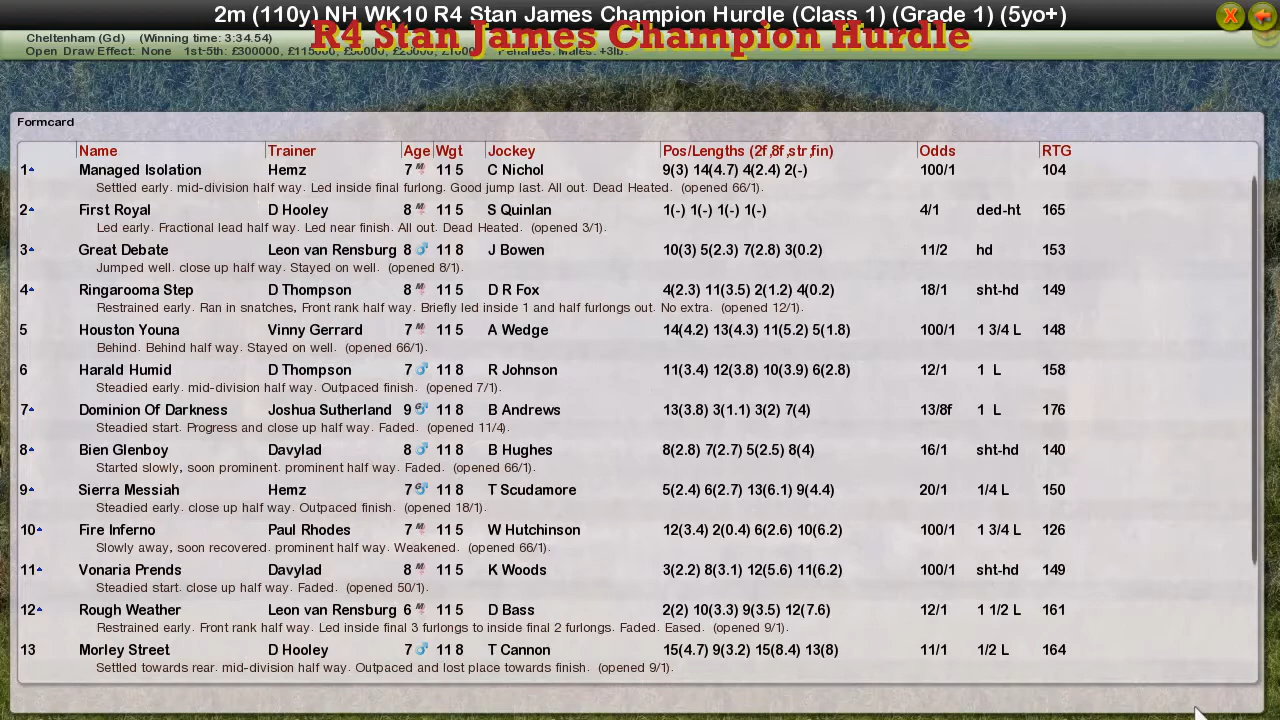 2m (110y) NH WK10 R4 Stan James Champion Hurdle (Class 1) (Grade 1) (5yo+)
R4 Stan James Champion Hurdle
Cheltenham (Gd) (Winning time: 3:34.54)
Open Draw Effect: None 1st-5th: £300000, Penalties: Males: +3lb.
Formcard
Name Trainer Age Wgt Jockey Pos/Lengths (2f,8f,str,fin) Odds RTG
1 Managed Isolation Hemz 7 11 5 C Nichol 9(3) 14(4.7) 4(2.4) 2(-) 100/1 104
Settled early. mid-division half way. Led inside final furlong. Good jump last. All out. Dead Heated. (opened 66/1).
2 First Royal D Hooley 8 11 5 S Quinlan 1(-) 1(-) 1(-) 1(-) 4/1 ded-ht 165
Led early. Fractional lead half way. Led near finish. All out. Dead Heated. (opened 3/1).
3 Great Debate Leon van Rensburg 8 11 8 J Bowen 10(3) 5(2.3) 7(2.8) 3(0.2) 11/2 hd 153
Jumped well. close up half way. Stayed on well. (opened 8/1).
4 Ringarooma Step D Thompson 8 11 5 D R Fox 4(2.3) 11(3.5) 2(1.2) 4(0.2) 18/1 sht-hd 149
Restrained early. Ran in snatches, Front rank half way. Briefly led inside 1 and half furlongs out. No extra. (opened 12/1).
5 Houston Youna Vinny Gerrard 7 11 5 A Wedge 14(4.2) 13(4.3) 11(5.2) 5(1.8) 100/1 1 3/4 L 148
Behind. Behind half way. Stayed on well. (opened 66/1).
6 Harald Humid D Thompson 7 11 8 R Johnson 11(3.4) 12(3.8) 10(3.9) 6(2.8) 12/1 1 L 158
Steadied early. mid-division half way. Outpaced finish. (opened 7/1).
7 Dominion Of Darkness Joshua Sutherland 9 11 8 B Andrews 13(3.8) 3(1.1) 3(2) 7(4) 13/8f 1 L 176
Steadied start. Progress and close up half way. Faded. (opened 11/4).
8 Bien Glenboy Davylad 8 11 8 B Hughes 8(2.8) 7(2.7) 5(2.5) 8(4) 16/1 sht-hd 140
Started slowly, soon prominent. prominent half way. Faded. (opened 66/1).
9 Sierra Messiah Hemz 7 11 8 T Scudamore 5(2.4) 6(2.7) 13(6.1) 9(4.4) 20/1 1/4 L 150
Steadied early. close up half way. Outpaced finish. (opened 18/1).
10 Fire Inferno Paul Rhodes 7 11 5 W Hutchinson 12(3.4) 2(0.4) 6(2.6) 10(6.2) 100/1 1 3/4 L 126
Slowly away, soon recovered. prominent half way. Weakened. (opened 66/1).
11 Vonaria Prends Davylad 8 11 5 K Woods 3(2.2) 8(3.1) 12(5.6) 11(6.2) 100/1 sht-hd 149
Steadied start. close up half way. Faded. (opened 50/1).
12 Rough Weather Leon van Rensburg 6 11 5 D Bass 2(2) 10(3.3) 9(3.5) 12(7.6) 12/1 1 1/2 L 161
Restrained early. Front rank half way. Led inside final 3 furlongs to inside final 2 furlongs. Faded. Eased. (opened 9/1).
13 Morley Street D Hooley 7 11 8 T Cannon 15(4.7) 9(3.2) 15(8.4) 13(8) 11/1 1/2 L 164
Settled towards rear. mid-division half way. Outpaced and lost place towards finish. (opened 9/1).